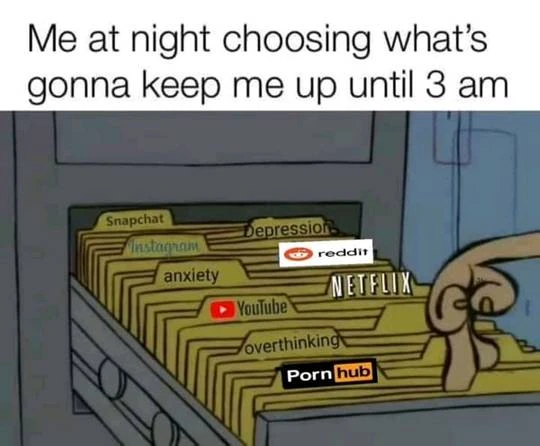 Me at night choosing what's
gonna keep me up until 3 am
Snapchat
Depression
Instagram
reddit
anxiety
NETFLIX
YouTube
overthinking
Pornhub